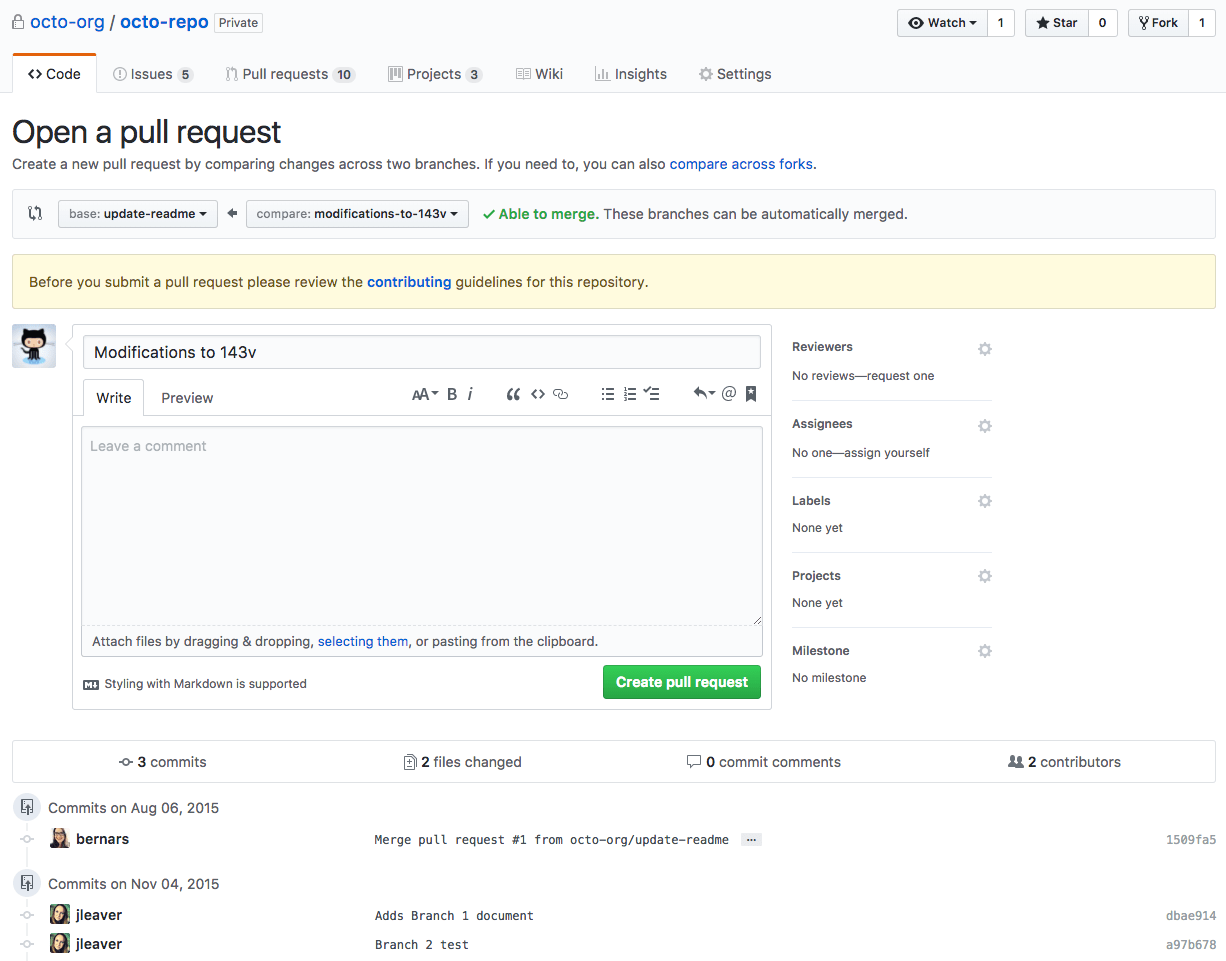 octo-org / octo-repo Private Watch 1 Star 0 Fork 1
Code Issues 5 Pull requests 10 Projects 3 Wiki Insights Settings
Open a pull request
Create a new pull request by comparing changes across two branches. If you need to, you can also compare across forks.
base: update-readme compare: modifications-to-143v Able to merge. These branches can be automatically merged.
Before you submit a pull request please review the contributing guidelines for this repository.
Modifications to 143v
Write Preview AA B i @
Leave a comment
Attach files by dragging & dropping, selecting them, or pasting from the clipboard.
Styling with Markdown is supported Create pull request
Reviewers
No reviews—request one
Assignees
No one—assign yourself
Labels
None yet
Projects
None yet
Milestone
No milestone
3 commits 2 files changed 0 commit comments 2 contributors
Commits on Aug 06, 2015
bernars Merge pull request #1 from octo-org/update-readme … 1509fa5
Commits on Nov 04, 2015
jleaver Adds Branch 1 document dbae914
jleaver Branch 2 test a97b678